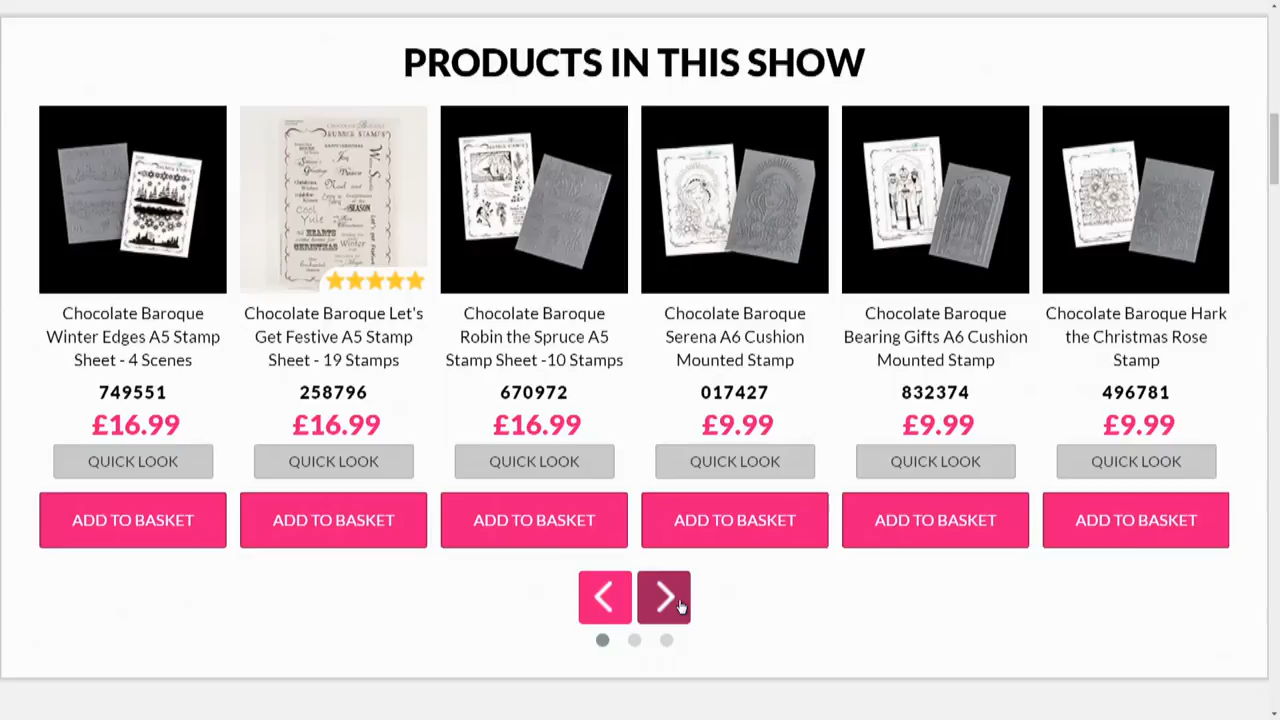 PRODUCTS IN THIS SHOW
Chocolate Baroque
Winter Edges A5 Stamp
Sheet - 4 Scenes
749551
£16.99
QUICK LOOK
ADD TO BASKET
Chocolate Baroque Let's
Get Festive A5 Stamp
Sheet - 19 Stamps
258796
£16.99
QUICK LOOK
ADD TO BASKET
Chocolate Baroque
Robin the Spruce A5
Stamp Sheet -10 Stamps
670972
£16.99
QUICK LOOK
ADD TO BASKET
Chocolate Baroque
Serena A6 Cushion
Mounted Stamp
017427
£9.99
QUICK LOOK
ADD TO BASKET
Chocolate Baroque
Bearing Gifts A6 Cushion
Mounted Stamp
832374
£9.99
QUICK LOOK
ADD TO BASKET
Chocolate Baroque Hark
the Christmas Rose
Stamp
496781
£9.99
QUICK LOOK
ADD TO BASKET